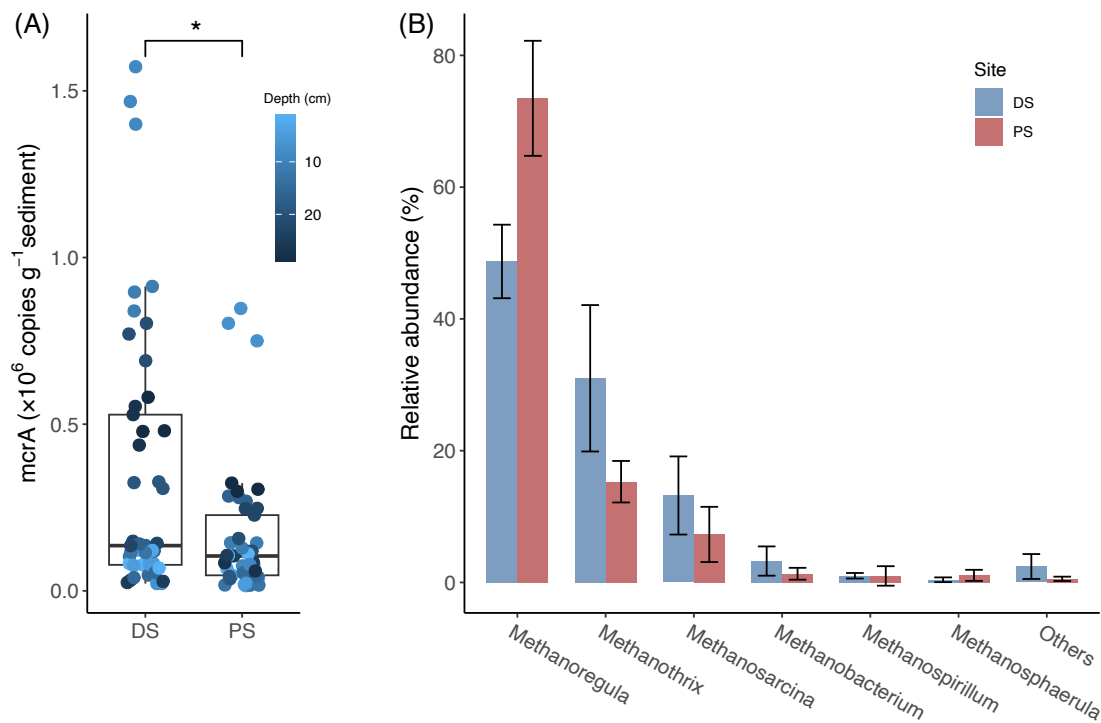 (A)
*
Depth (cm)
10
20
mcrA (×10⁶ copies g⁻¹ sediment)
1.5
1.0
0.5
0.0
DS
PS
(B)
Site
DS
PS
Relative abundance (%)
80
60
40
20
0
Methanoregula
Methanothrix
Methanosarcina
Methanobacterium
Methanospirillum
Methanosphaerula
Others